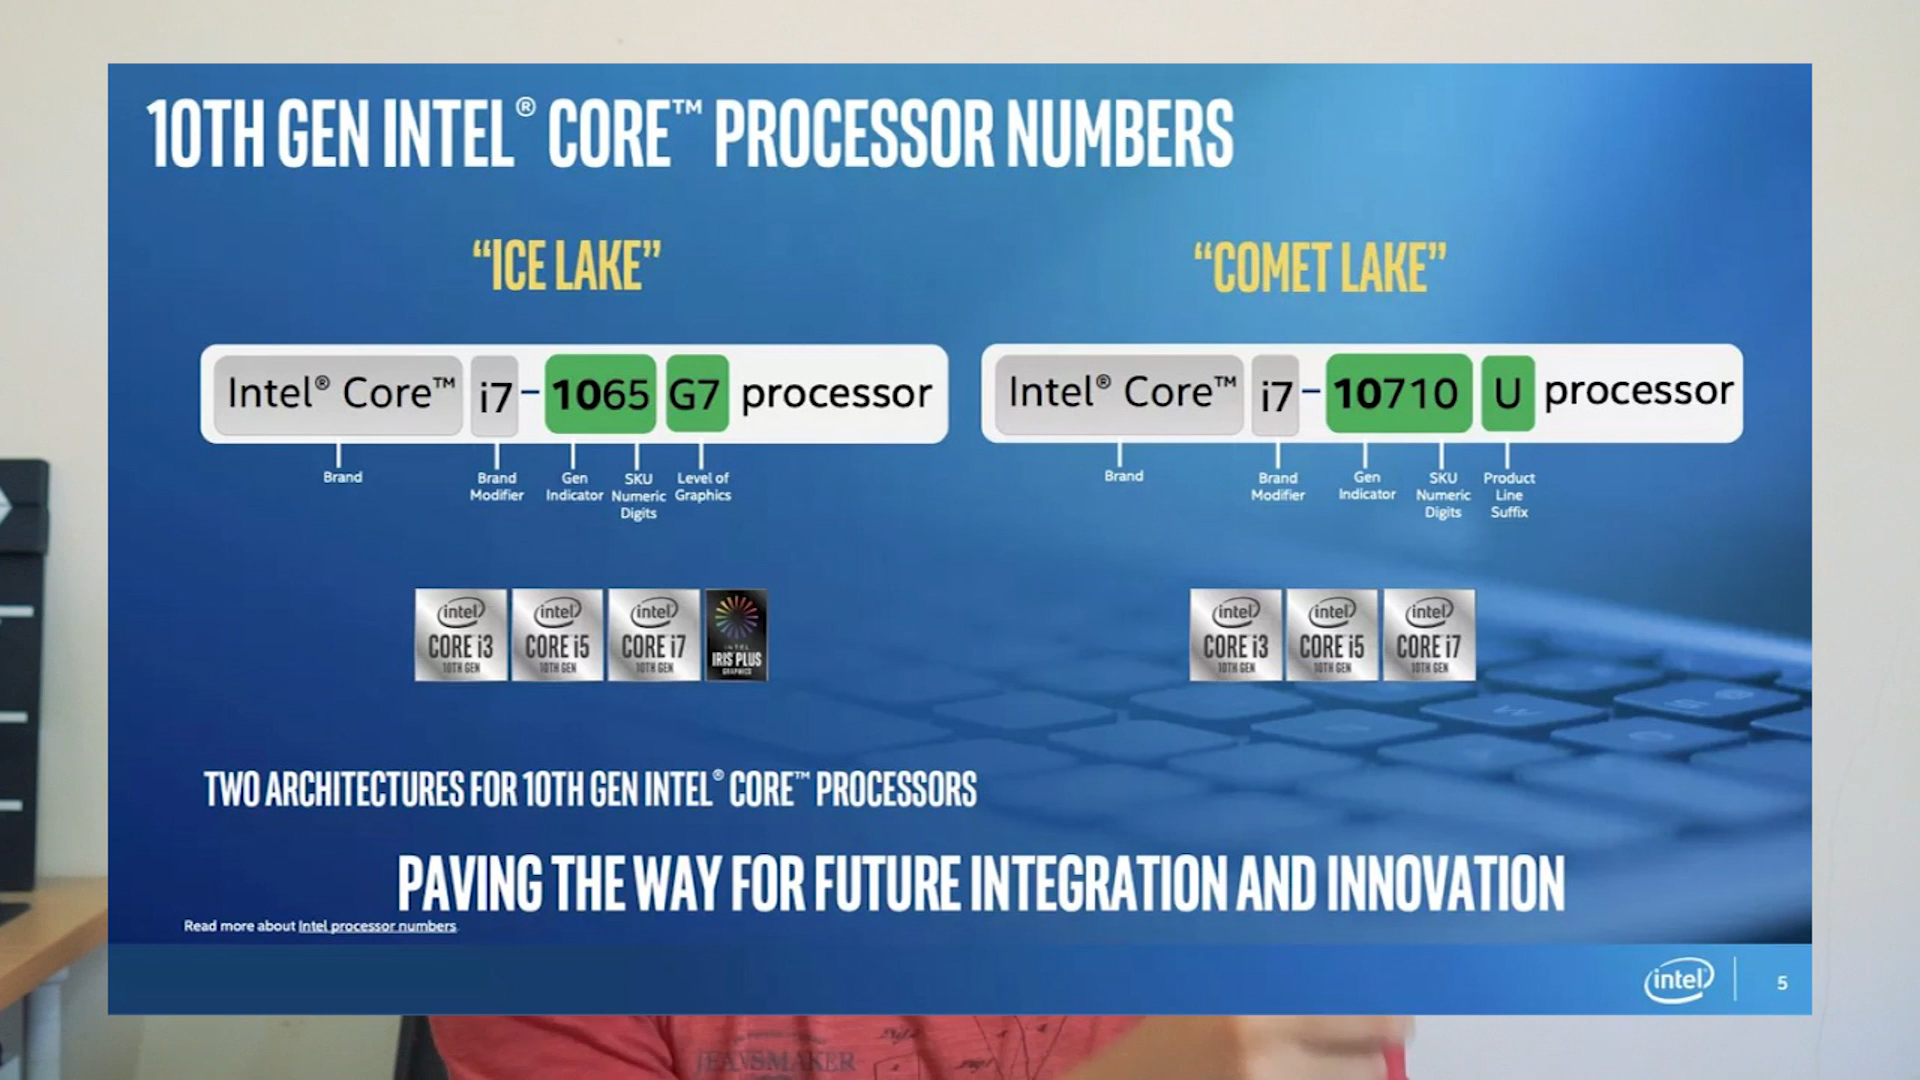 10TH GEN INTEL® CORE™ PROCESSOR NUMBERS
“ICE LAKE”
Intel® Core™ i7-1065 G7 processor
Brand
Brand Modifier
Gen Indicator
SKU Numeric Digits
Level of Graphics
intel CORE i3 10TH GEN
intel CORE i5 10TH GEN
intel CORE i7 10TH GEN
INTEL IRIS PLUS GRAPHICS
“COMET LAKE”
Intel® Core™ i7-10710 U processor
Brand
Brand Modifier
Gen Indicator
SKU Numeric Digits
Product Line Suffix
intel CORE i3 10TH GEN
intel CORE i5 10TH GEN
intel CORE i7 10TH GEN
TWO ARCHITECTURES FOR 10TH GEN INTEL® CORE™ PROCESSORS
PAVING THE WAY FOR FUTURE INTEGRATION AND INNOVATION
Read more about Intel processor numbers.
intel 5
JEANSMAKER